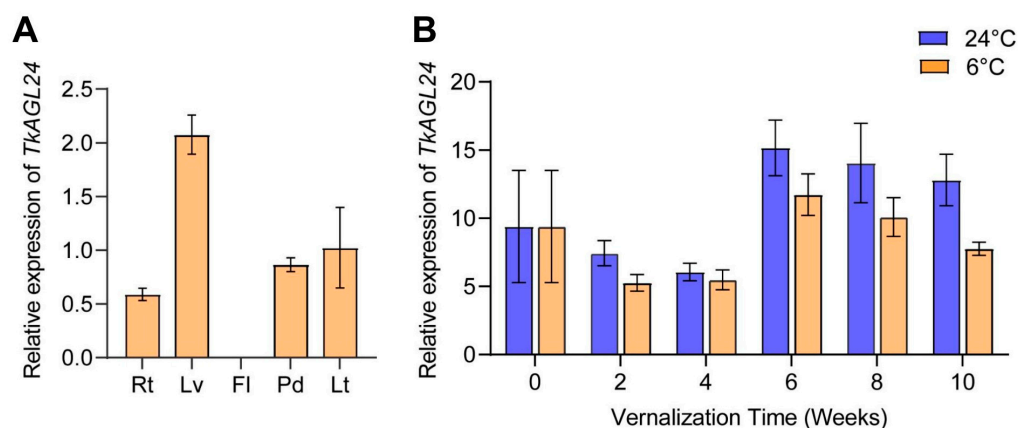 A
Relative expression of TkAGL24
2.5
2.0
1.5
1.0
0.5
0.0
Rt Lv Fl Pd Lt
B
24°C
6°C
Relative expression of TkAGL24
20
15
10
5
0
0 2 4 6 8 10
Vernalization Time (Weeks)